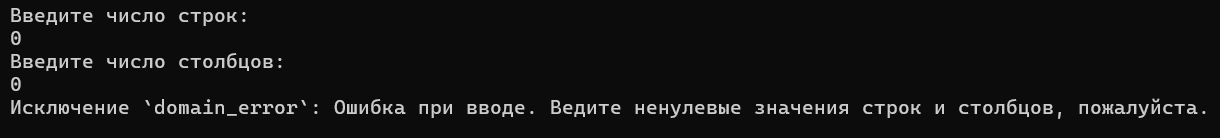 Введите число строк:
0
Введите число столбцов:
0
Исключение `domain_error`: Ошибка при вводе. Ведите ненулевые значения строк и столбцов, пожалуйста.